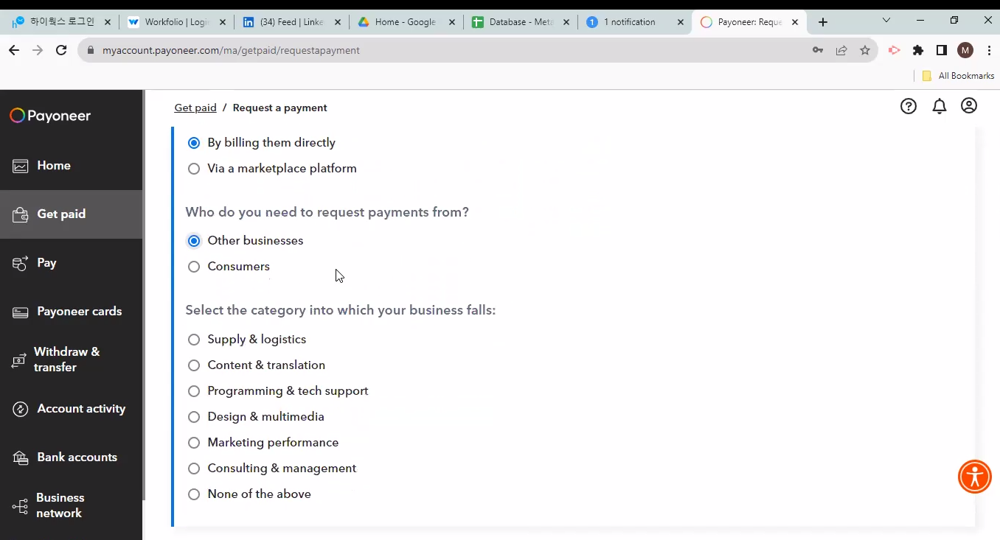 하이웍스 로그인
Workfolio | Logi
(34) Feed | Linke
Home - Google
Database - Meta
1 notification
Payoneer: Reque
myaccount.payoneer.com/ma/getpaid/requestapayment
M
All Bookmarks
Payoneer
Home
Get paid
Pay
Payoneer cards
Withdraw &
transfer
Account activity
Bank accounts
Business
network
Get paid / Request a payment
By billing them directly
Via a marketplace platform
Who do you need to request payments from?
Other businesses
Consumers
Select the category into which your business falls:
Supply & logistics
Content & translation
Programming & tech support
Design & multimedia
Marketing performance
Consulting & management
None of the above